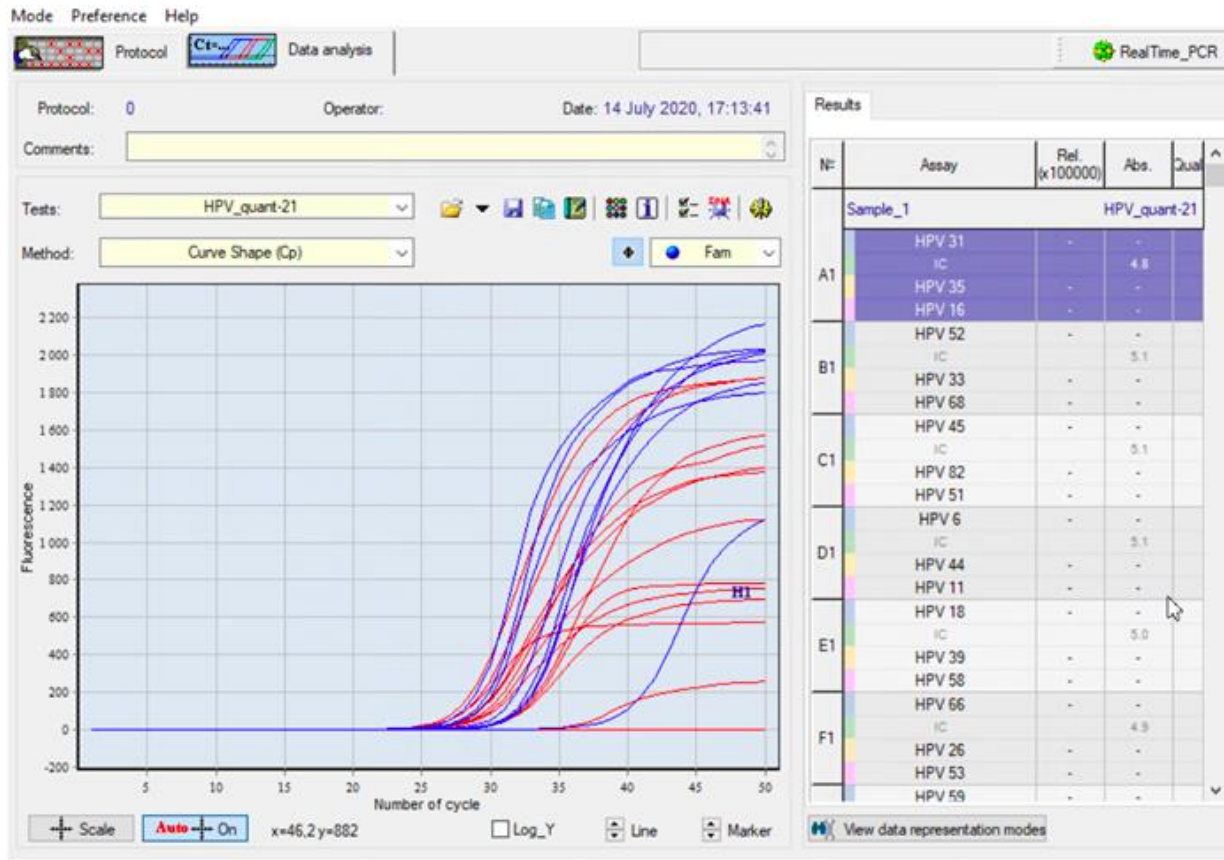 Mode Preference Help
Ct=... Protocol Data analysis RealTime_PCR
Protocol: 0 Operator: Date: 14 July 2020, 17:13:41
Comments:
Tests: HPV_quant-21
Method: Curve Shape (Cp) Fam
Fluorescence
2 200
2 000
1 800
1 600
1 400
1 200
1 000
800
600
400
200
0
-200
H1
5 10 15 20 25 30 35 40 45 50
Number of cycle
Scale Auto On x=46,2 y=882 Log_Y Line Marker
Results
N= Assay Rel. (x100000) Abs. Qual
Sample_1 HPV_quant-21
A1
HPV 31 - -
IC 4.8
HPV 35 - -
HPV 16 - -
B1
HPV 52 - -
IC 5.1
HPV 33 - -
HPV 68 - -
C1
HPV 45 - -
IC 5.1
HPV 82 - -
HPV 51 - -
D1
HPV 6 - -
IC 5.1
HPV 44 - -
HPV 11 - -
E1
HPV 18 - -
IC 5.0
HPV 39 - -
HPV 58 - -
F1
HPV 66 - -
IC 4.9
HPV 26 - -
HPV 53 - -
HPV 59 - -
View data representation modes